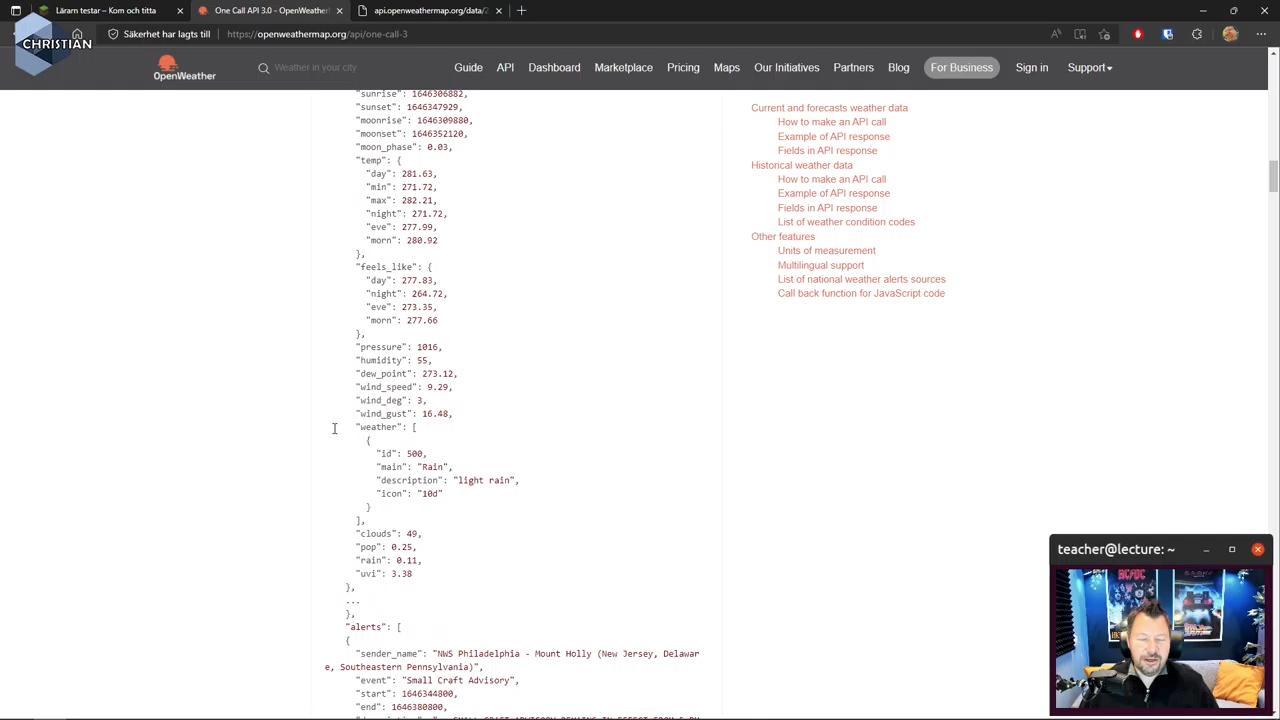 Läraren testar – Kom och titta
One Call API 3.0 - OpenWeather
api.openweathermap.org/data/
CHRISTIAN
Säkerhet har lagts till
https://openweathermap.org/api/one-call-3
OpenWeather
Weather in your city
Guide API Dashboard Marketplace Pricing Maps Our Initiatives Partners Blog For Business Sign in Support
"sunrise": 1646306882,
"sunset": 1646347929,
"moonrise": 1646309880,
"moonset": 1646352120,
"moon_phase": 0.03,
"temp": {
"day": 281.63,
"min": 271.72,
"max": 282.21,
"night": 271.72,
"eve": 277.99,
"morn": 280.92
},
"feels_like": {
"day": 277.83,
"night": 264.72,
"eve": 273.35,
"morn": 277.66
},
"pressure": 1016,
"humidity": 55,
"dew_point": 273.12,
"wind_speed": 9.29,
"wind_deg": 3,
"wind_gust": 16.48,
"weather": [
{
"id": 500,
"main": "Rain",
"description": "light rain",
"icon": "10d"
}
],
"clouds": 49,
"pop": 0.25,
"rain": 0.11,
"uvi": 3.38
},
...
},
"alerts": [
{
"sender_name": "NWS Philadelphia - Mount Holly (New Jersey, Delawar
e, Southeastern Pennsylvania)",
"event": "Small Craft Advisory",
"start": 1646344800,
"end": 1646380800,
Current and forecasts weather data
How to make an API call
Example of API response
Fields in API response
Historical weather data
How to make an API call
Example of API response
Fields in API response
List of weather condition codes
Other features
Units of measurement
Multilingual support
List of national weather alerts sources
Call back function for JavaScript code
teacher@lecture: ~
AC/DC